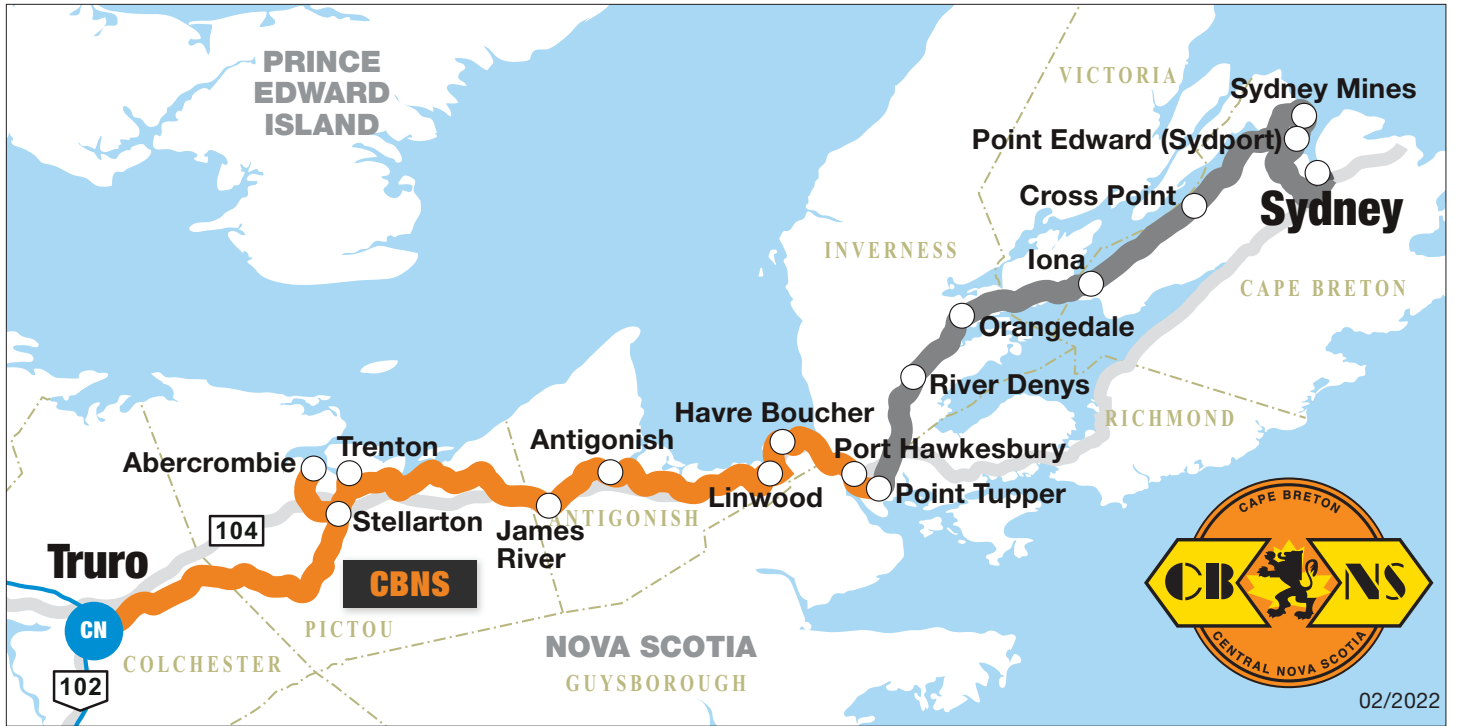 PRINCE
EDWARD
ISLAND
VICTORIA
Sydney Mines
Point Edward (Sydport)
Cross Point
Sydney
INVERNESS
Iona
CAPE BRETON
Orangedale
River Denys
RICHMOND
Havre Boucher
Port Hawkesbury
Antigonish
Trenton
Abercrombie
Linwood
Point Tupper
Stellarton
ANTIGONISH
James
River
104
Truro
CBNS
CN
PICTOU
COLCHESTER
102
NOVA SCOTIA
GUYSBOROUGH
CAPE BRETON
CB NS
CENTRAL NOVA SCOTIA
02/2022